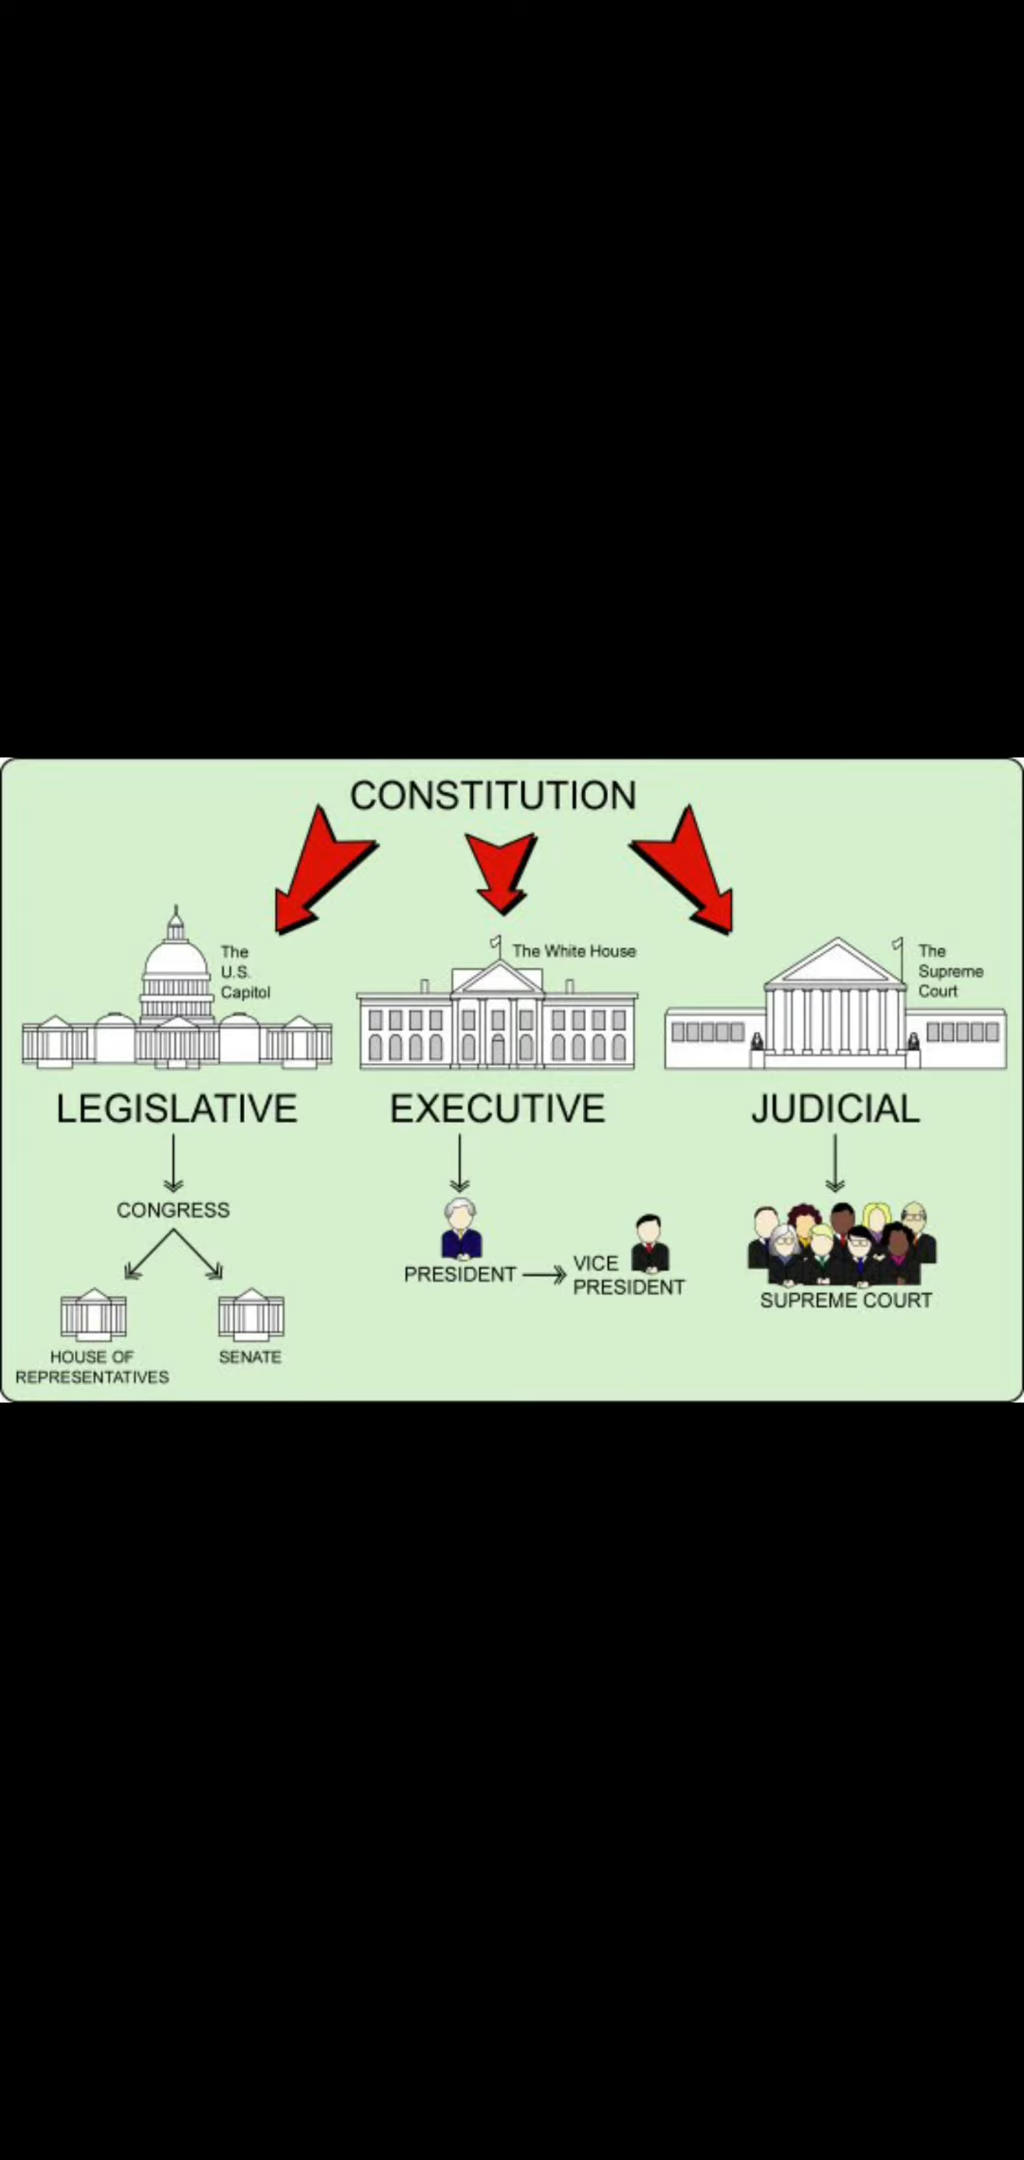 CONSTITUTION
The
U.S.
Capitol
The White House
The
Supreme
Court
LEGISLATIVE
EXECUTIVE
JUDICIAL
CONGRESS
HOUSE OF
REPRESENTATIVES
SENATE
PRESIDENT
VICE
PRESIDENT
SUPREME COURT